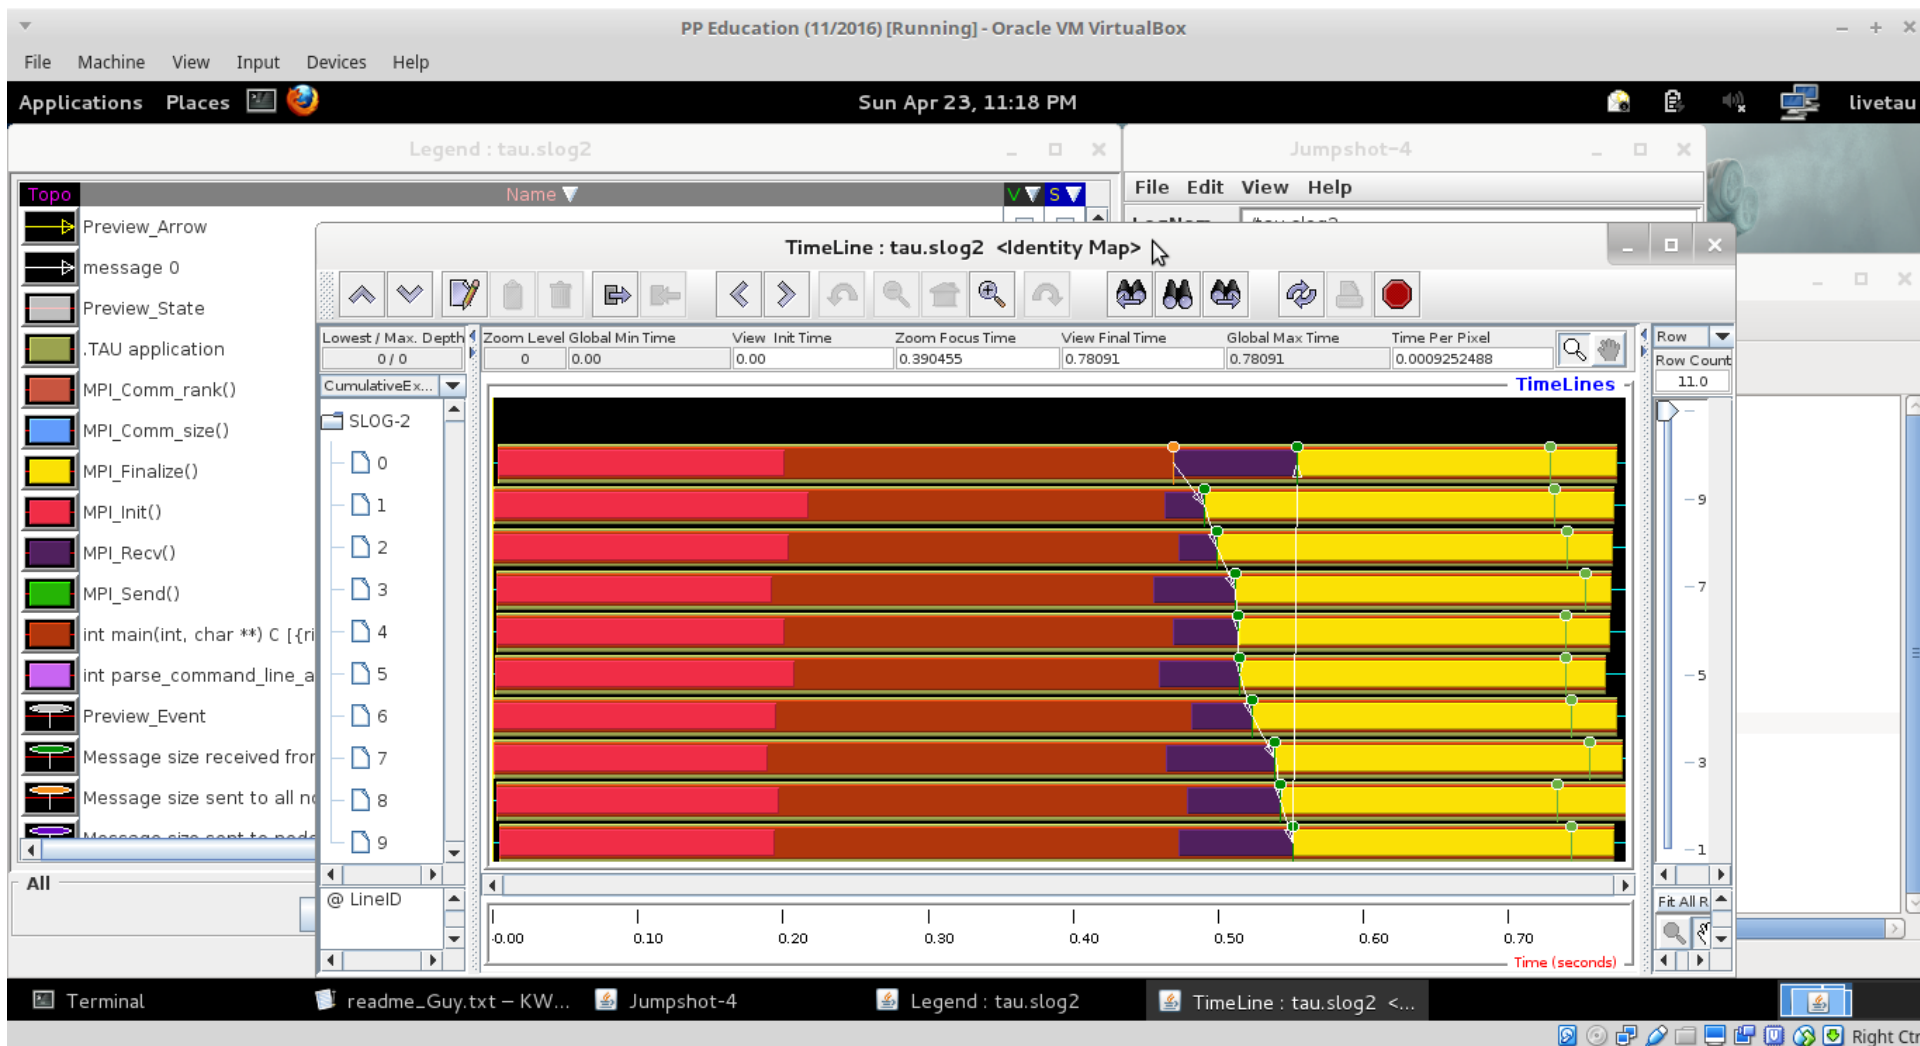 PP Education (11/2016) [Running] - Oracle VM VirtualBox
File Machine View Input Devices Help
Applications Places Sun Apr 23, 11:18 PM livetau
Legend : tau.slog2
Jumpshot-4
Topo Name V S
File Edit View Help
Preview_Arrow
message 0
Preview_State
.TAU application
MPI_Comm_rank()
MPI_Comm_size()
MPI_Finalize()
MPI_Init()
MPI_Recv()
MPI_Send()
int main(int, char **) C [{ri
int parse_command_line_a
Preview_Event
Message size received from
Message size sent to all no
Message size sent to node
All
TimeLine : tau.slog2 <Identity Map>
Lowest / Max. Depth Zoom Level Global Min Time View Init Time Zoom Focus Time View Final Time Global Max Time Time Per Pixel
0 / 0 0 0.00 0.00 0.390455 0.78091 0.78091 0.0009252488
Row
Row Count
11.0
CumulativeEx...
TimeLines
SLOG-2
0
1
2
3
4
5
6
7
8
9
9
7
5
3
1
@ LineID
Fit All R
0.00 0.10 0.20 0.30 0.40 0.50 0.60 0.70
Time (seconds)
Terminal readme_Guy.txt – KW... Jumpshot-4 Legend : tau.slog2 TimeLine : tau.slog2 <...
Right Ctr